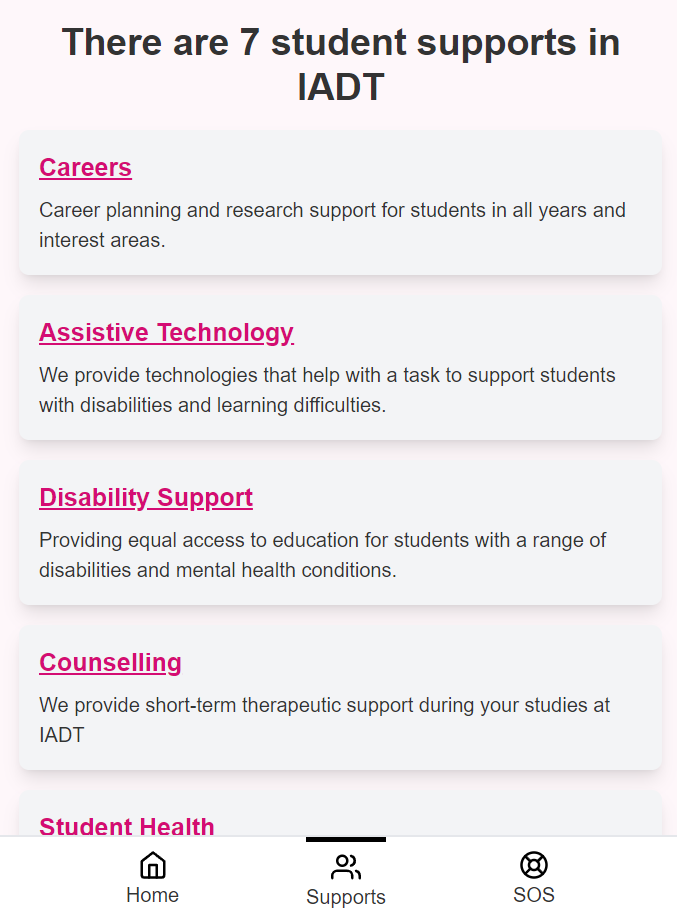 There are 7 student supports in
IADT
Careers
Career planning and research support for students in all years and
interest areas.
Assistive Technology
We provide technologies that help with a task to support students
with disabilities and learning difficulties.
Disability Support
Providing equal access to education for students with a range of
disabilities and mental health conditions.
Counselling
We provide short-term therapeutic support during your studies at
IADT
Student Health
Home
Supports
SOS